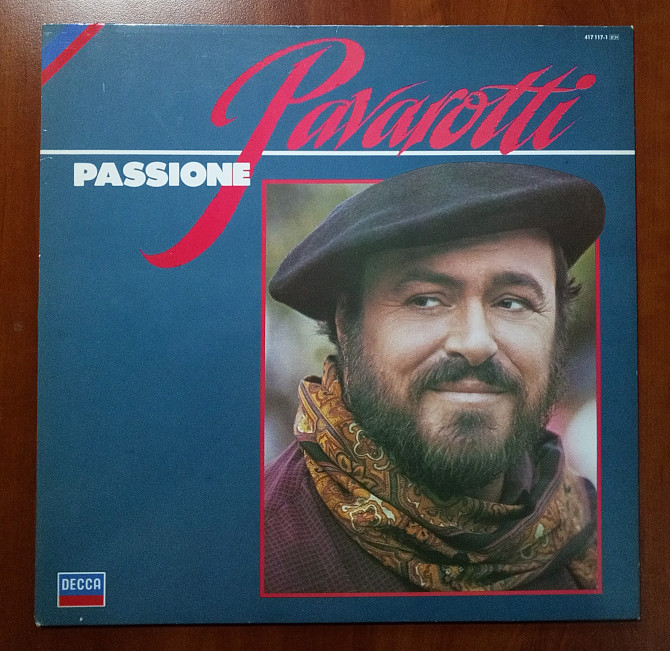 417 117-1
Pavarotti
PASSIONE
DECCA